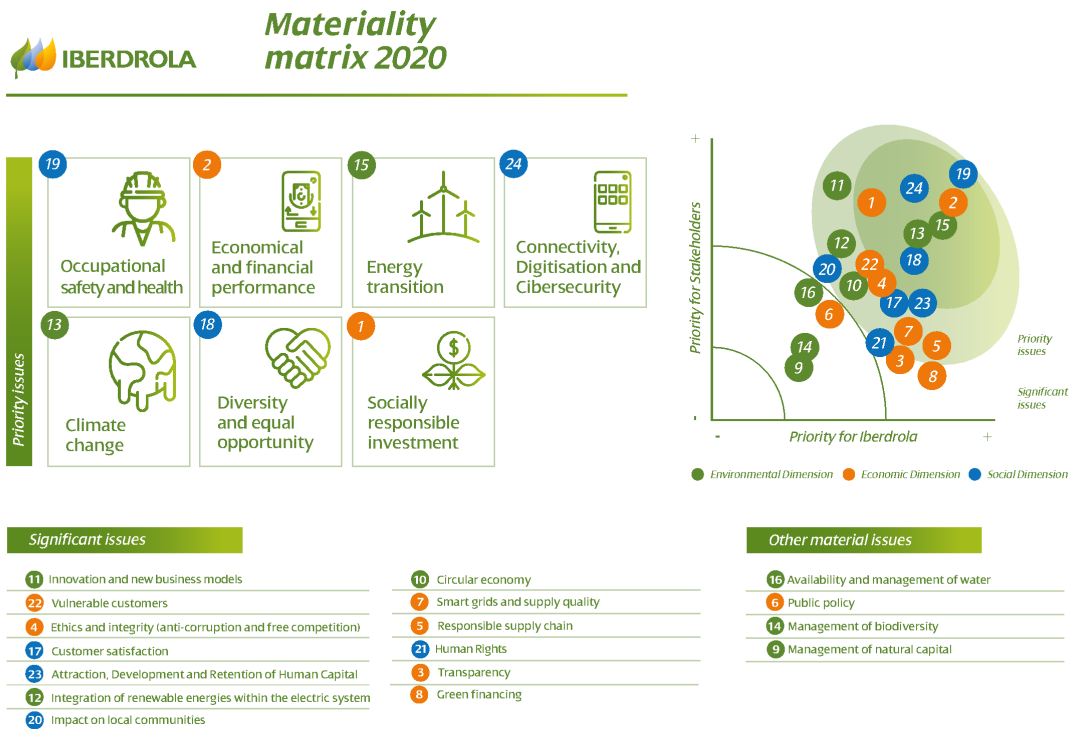 Materiality
matrix 2020
IBERDROLA
Priority issues
19
Occupational
safety and health
2
Economical
and financial
performance
15
Energy
transition
24
Connectivity,
Digitisation and
Cibersecurity
13
Climate
change
18
Diversity
and equal
opportunity
1
$
Socially
responsible
investment
+
Priority for Stakeholders
-
-
Priority for Iberdrola
+
11
1
24
19
2
15
13
12
22
18
20
10
4
16
17
23
6
7
21
5
14
3
9
8
Priority
issues
Significant
issues
Environmental Dimension
Economic Dimension
Social Dimension
Significant issues
11 Innovation and new business models
22 Vulnerable customers
4 Ethics and integrity (anti-corruption and free competition)
17 Customer satisfaction
23 Attraction, Development and Retention of Human Capital
12 Integration of renewable energies within the electric system
20 Impact on local communities
10 Circular economy
7 Smart grids and supply quality
5 Responsible supply chain
21 Human Rights
3 Transparency
8 Green financing
Other material issues
16 Availability and management of water
6 Public policy
14 Management of biodiversity
9 Management of natural capital